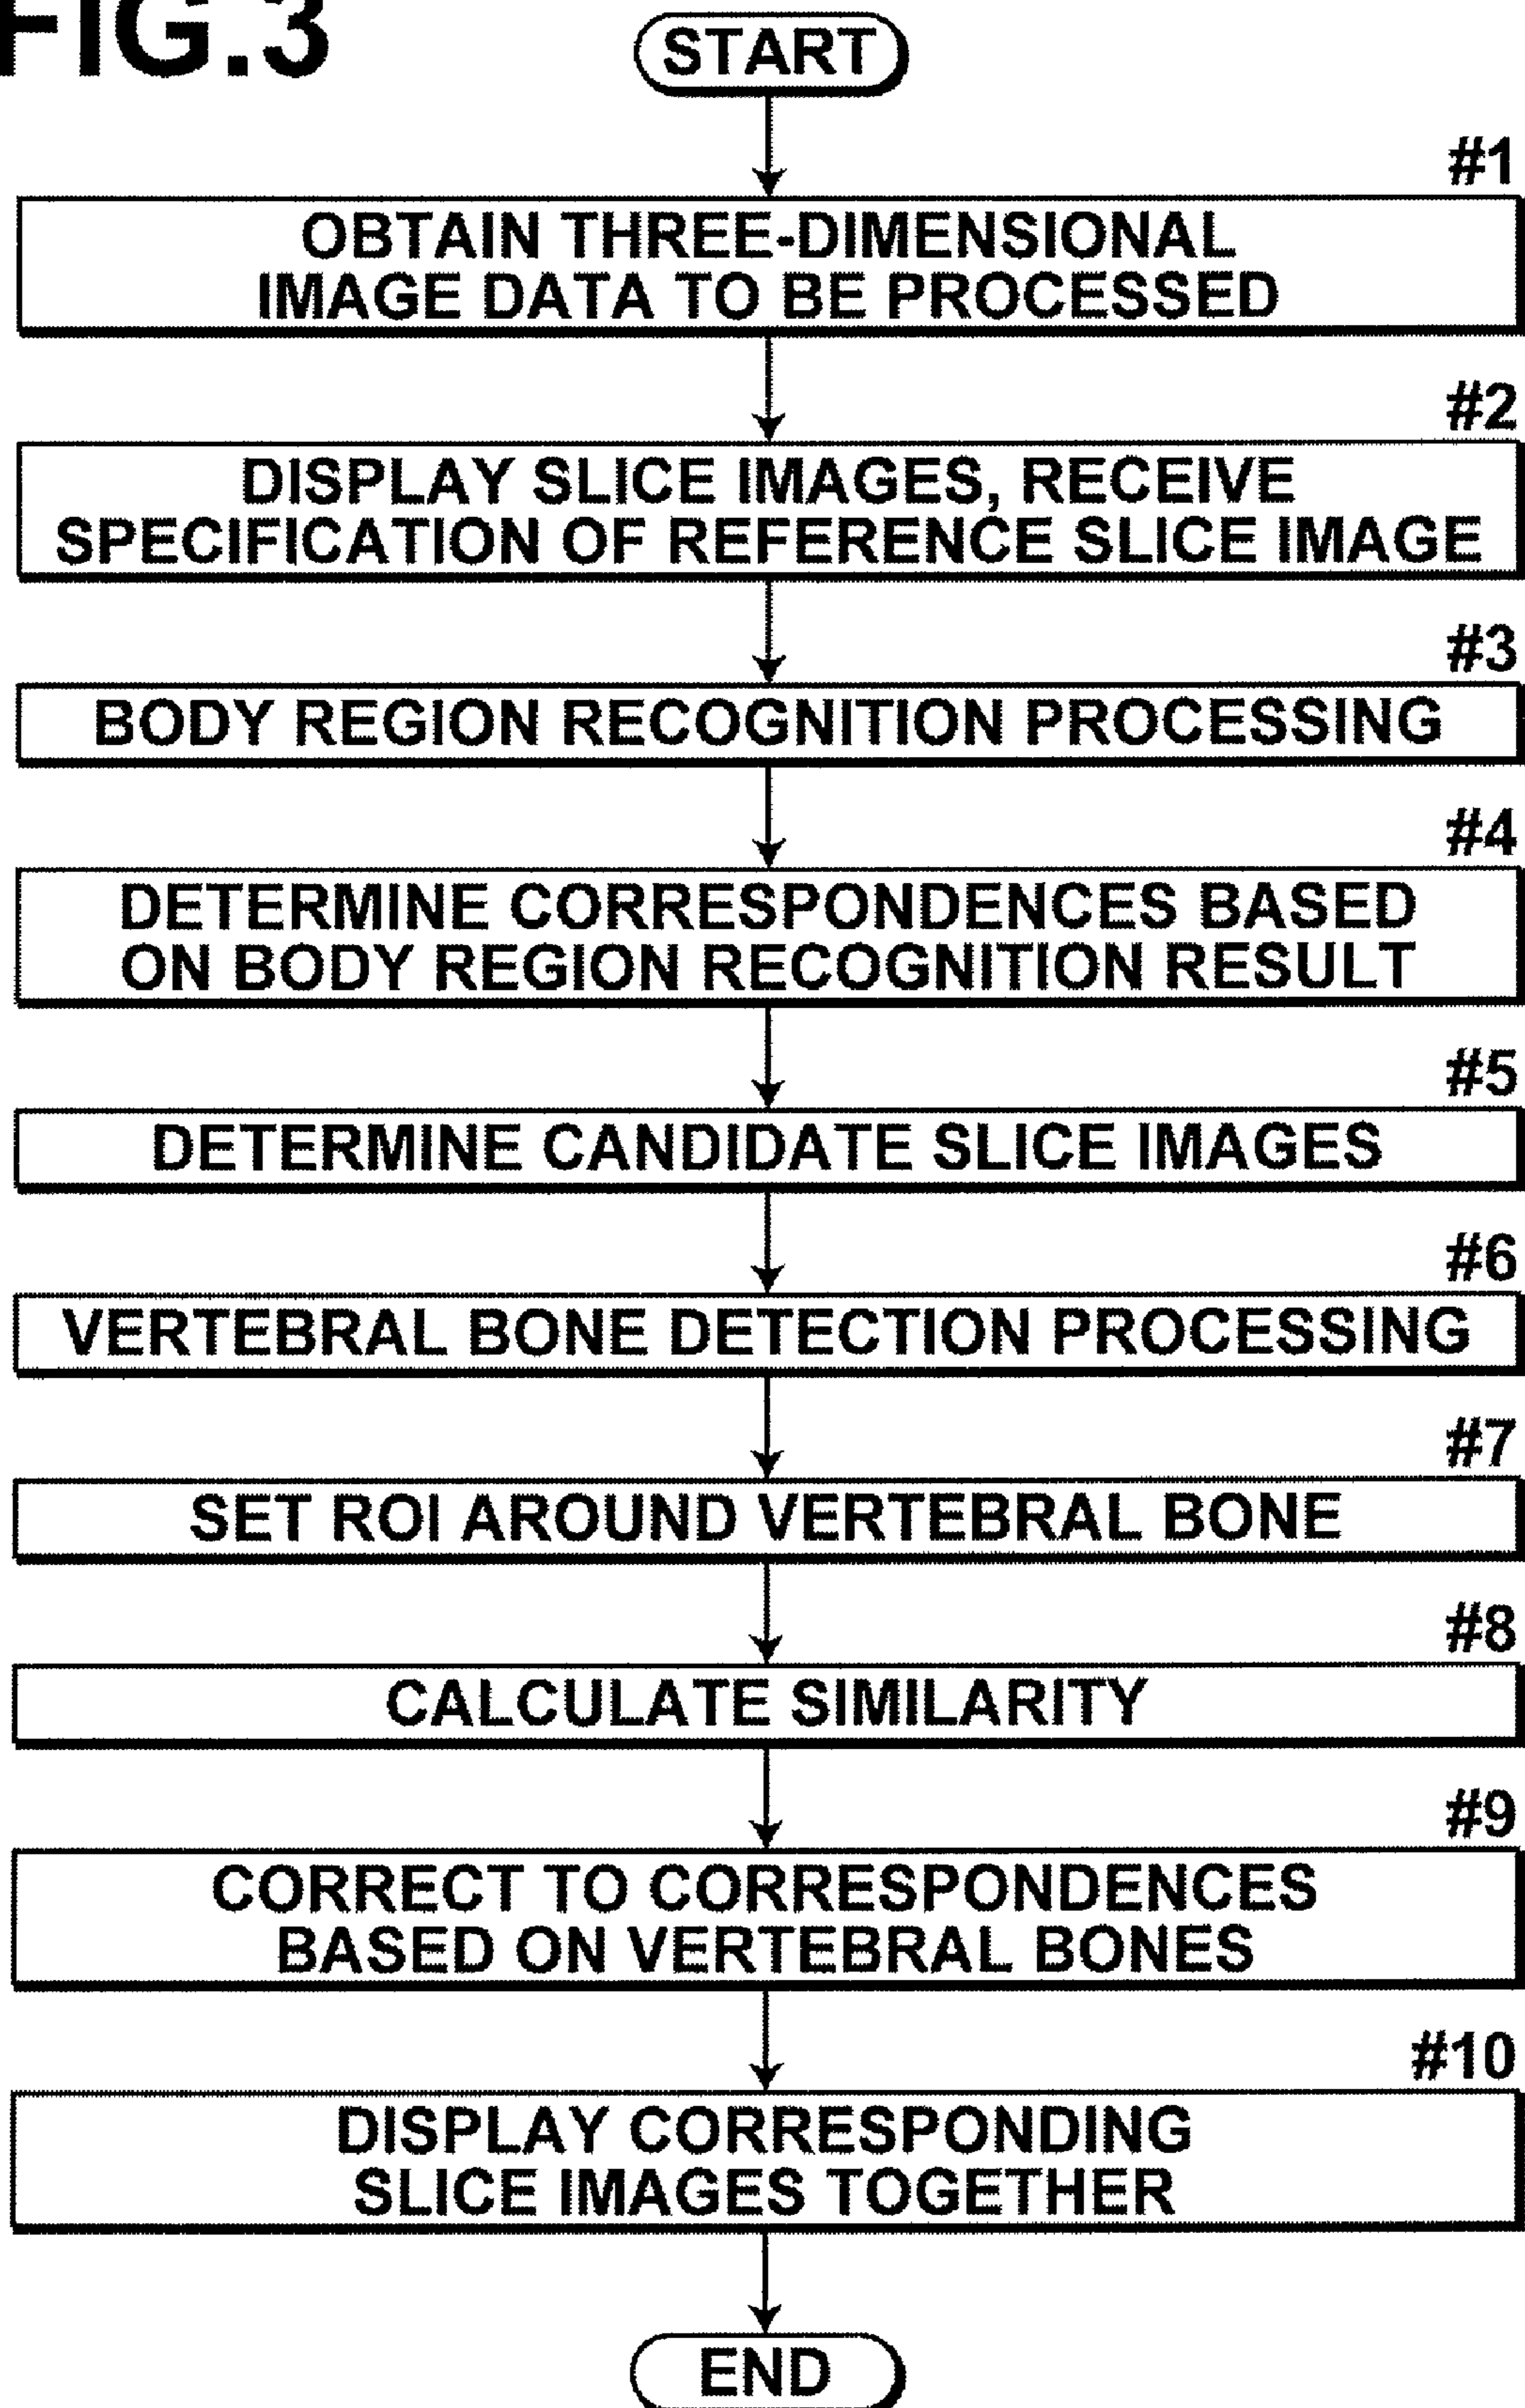 FIG.3
START
#1
OBTAIN THREE-DIMENSIONAL
IMAGE DATA TO BE PROCESSED
#2
DISPLAY SLICE IMAGES, RECEIVE
SPECIFICATION OF REFERENCE SLICE IMAGE
#3
BODY REGION RECOGNITION PROCESSING
#4
DETERMINE CORRESPONDENCES BASED
ON BODY REGION RECOGNITION RESULT
#5
DETERMINE CANDIDATE SLICE IMAGES
#6
VERTEBRAL BONE DETECTION PROCESSING
#7
SET ROI AROUND VERTEBRAL BONE
#8
CALCULATE SIMILARITY
#9
CORRECT TO CORRESPONDENCES
BASED ON VERTEBRAL BONES
#10
DISPLAY CORRESPONDING
SLICE IMAGES TOGETHER
END